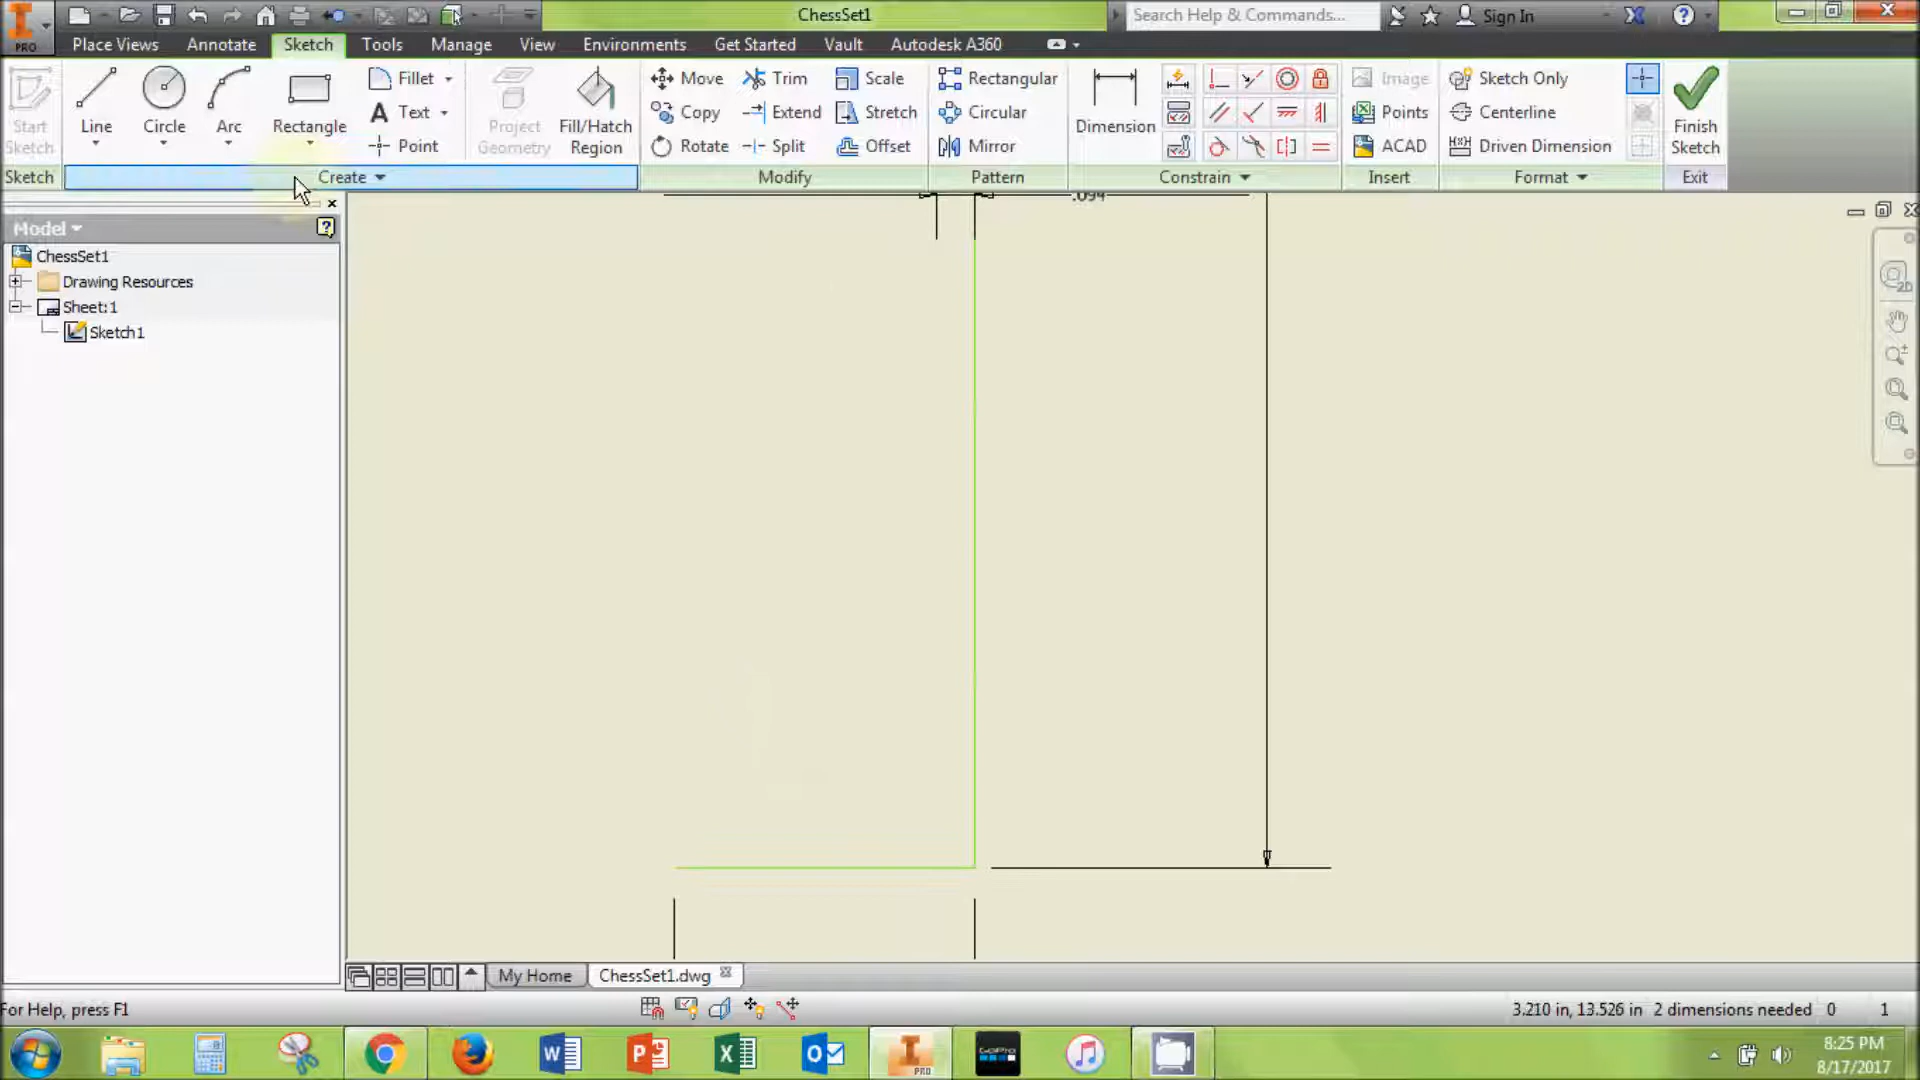 ChessSet1
Search Help & Commands...
Sign In
PRO
Place Views
Annotate
Sketch
Tools
Manage
View
Environments
Get Started
Vault
Autodesk A360
Start Sketch
Line
Circle
Arc
Rectangle
Fillet
Text
Point
Project Geometry
Fill/Hatch Region
Move
Copy
Rotate
Trim
Extend
Split
Scale
Stretch
Offset
Rectangular
Circular
Mirror
Dimension
Image
Points
ACAD
Sketch Only
Centerline
Driven Dimension
Finish Sketch
Sketch
Create
Modify
Pattern
Constrain
Insert
Format
Exit
Model
ChessSet1
Drawing Resources
Sheet:1
Sketch1
.094
2D
My Home
ChessSet1.dwg
For Help, press F1
3.210 in, 13.526 in 2 dimensions needed 0 1
PRO
GoPro
8:25 PM
8/17/2017